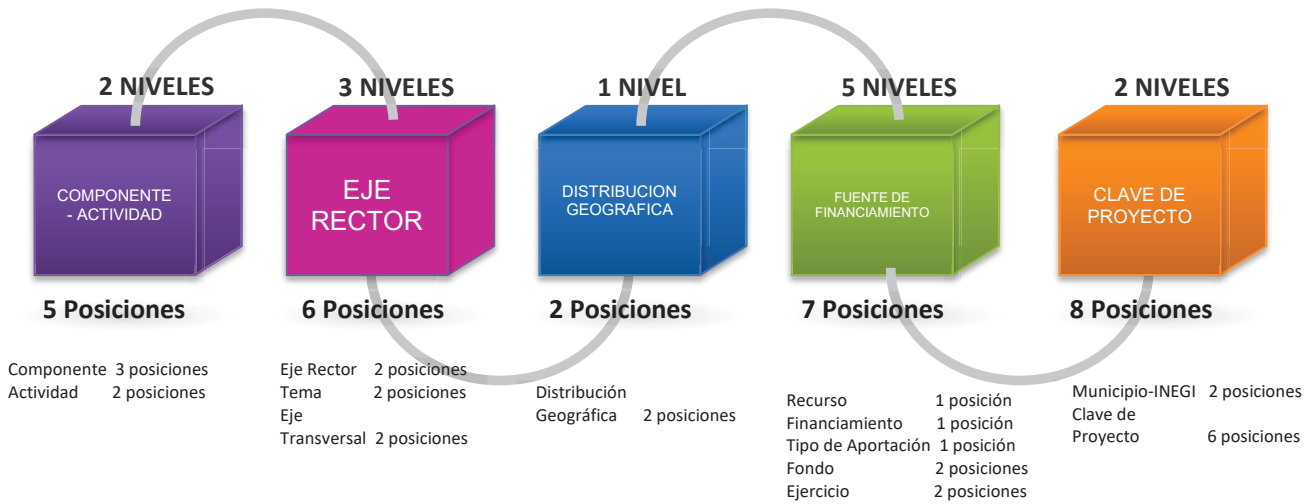 2 NIVELES
COMPONENTE
- ACTIVIDAD
5 Posiciones
Componente 3 posiciones
Actividad 2 posiciones
3 NIVELES
EJE
RECTOR
6 Posiciones
Eje Rector 2 posiciones
Tema 2 posiciones
Eje
Transversal 2 posiciones
1 NIVEL
DISTRIBUCION
GEOGRAFICA
2 Posiciones
Distribución
Geográfica 2 posiciones
5 NIVELES
FUENTE DE
FINANCIAMIENTO
7 Posiciones
Recurso 1 posición
Financiamiento 1 posición
Tipo de Aportación 1 posición
Fondo 2 posiciones
Ejercicio 2 posiciones
2 NIVELES
CLAVE DE
PROYECTO
8 Posiciones
Municipio-INEGI 2 posiciones
Clave de
Proyecto 6 posiciones